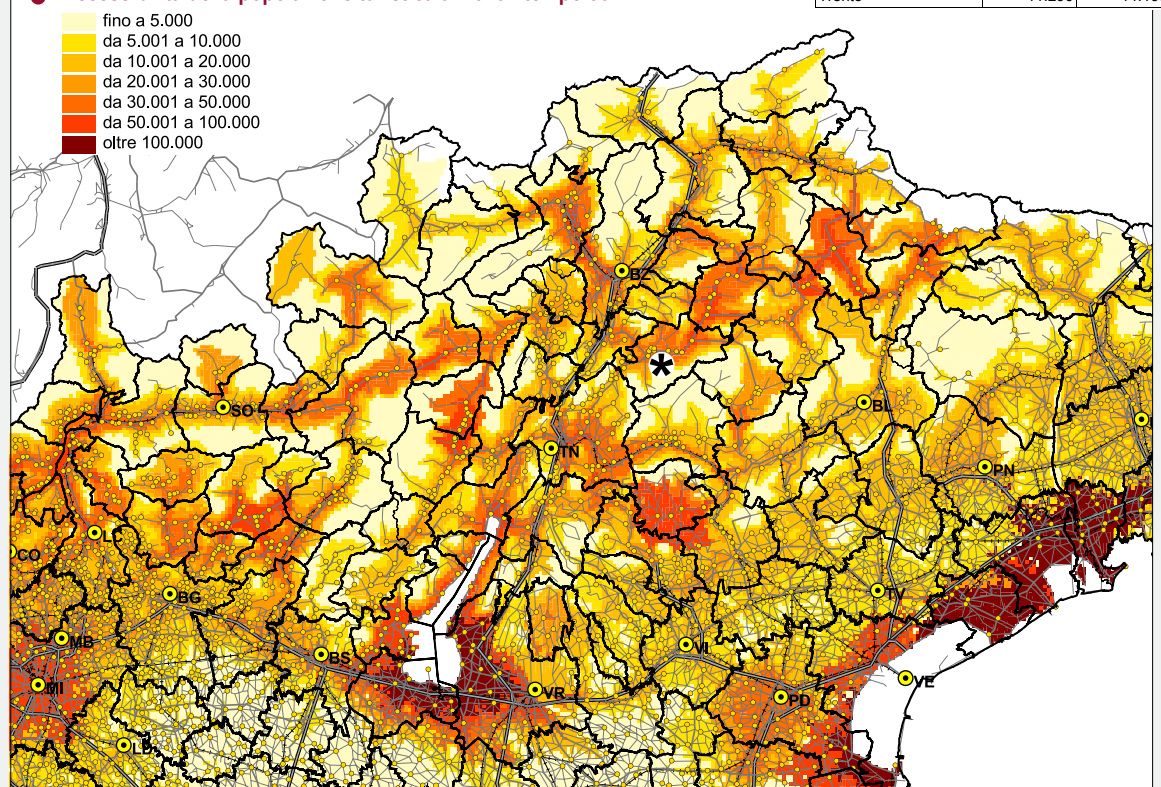 fino a 5.000
da 5.001 a 10.000
da 10.001 a 20.000
da 20.001 a 30.000
da 30.001 a 50.000
da 50.001 a 100.000
oltre 100.000
BZ
*
SO
BL
TN
PN
CO
BG
TV
MB
VI
BS
MI
VR
PD
VE